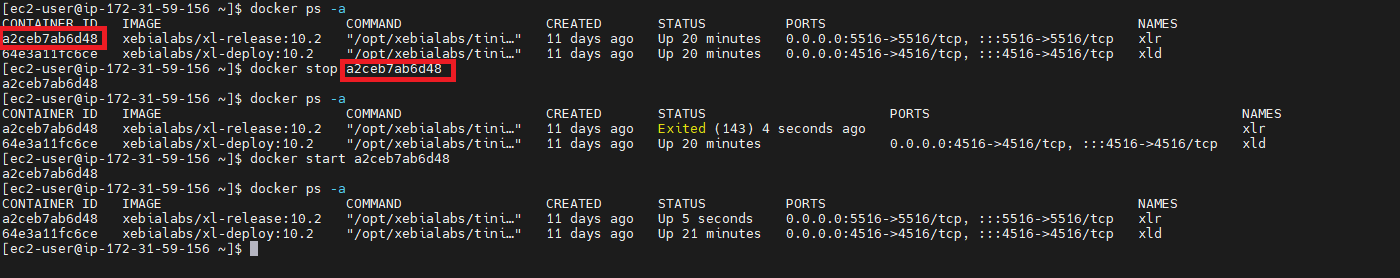 [ec2-user@ip-172-31-59-156 ~]$ docker ps -a
CONTAINER ID   IMAGE                        COMMAND                  CREATED       STATUS          PORTS                                       NAMES
a2ceb7ab6d48   xebialabs/xl-release:10.2   "/opt/xebialabs/tini…"   11 days ago   Up 20 minutes   0.0.0.0:5516->5516/tcp, :::5516->5516/tcp   xlr
64e3a11fc6ce   xebialabs/xl-deploy:10.2    "/opt/xebialabs/tini…"   11 days ago   Up 20 minutes   0.0.0.0:4516->4516/tcp, :::4516->4516/tcp   xld
[ec2-user@ip-172-31-59-156 ~]$ docker stop a2ceb7ab6d48
a2ceb7ab6d48
[ec2-user@ip-172-31-59-156 ~]$ docker ps -a
CONTAINER ID   IMAGE                        COMMAND                  CREATED       STATUS                       PORTS                                       NAMES
a2ceb7ab6d48   xebialabs/xl-release:10.2   "/opt/xebialabs/tini…"   11 days ago   Exited (143) 4 seconds ago                                               xlr
64e3a11fc6ce   xebialabs/xl-deploy:10.2    "/opt/xebialabs/tini…"   11 days ago   Up 20 minutes                0.0.0.0:4516->4516/tcp, :::4516->4516/tcp   xld
[ec2-user@ip-172-31-59-156 ~]$ docker start a2ceb7ab6d48
a2ceb7ab6d48
[ec2-user@ip-172-31-59-156 ~]$ docker ps -a
CONTAINER ID   IMAGE                        COMMAND                  CREATED       STATUS          PORTS                                       NAMES
a2ceb7ab6d48   xebialabs/xl-release:10.2   "/opt/xebialabs/tini…"   11 days ago   Up 5 seconds    0.0.0.0:5516->5516/tcp, :::5516->5516/tcp   xlr
64e3a11fc6ce   xebialabs/xl-deploy:10.2    "/opt/xebialabs/tini…"   11 days ago   Up 21 minutes   0.0.0.0:4516->4516/tcp, :::4516->4516/tcp   xld
[ec2-user@ip-172-31-59-156 ~]$